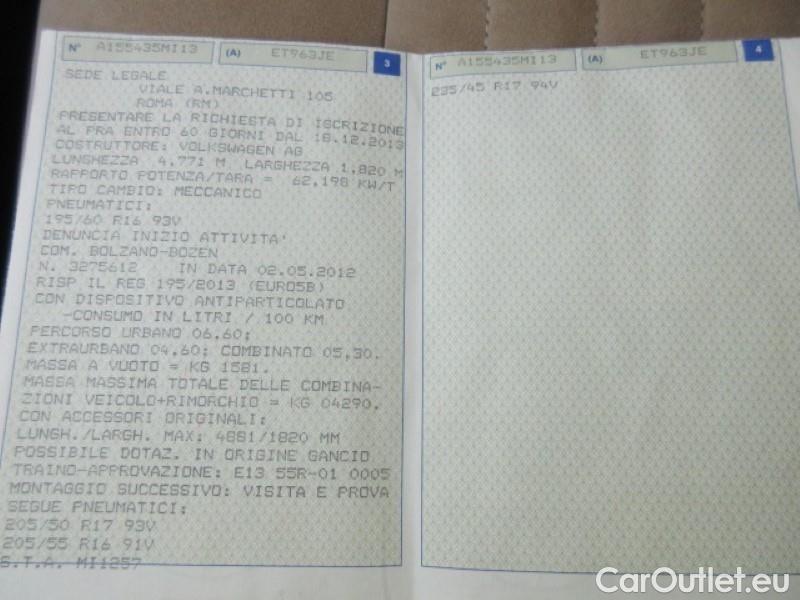 N° A155435MI13 (A) ET963JE 3
SEDE LEGALE
VIALE A.MARCHETTI 105
ROMA (RM)
PRESENTARE LA RICHIESTA DI ISCRIZIONE
AL PRA ENTRO 60 GIORNI DAL 18.12.2013
COSTRUTTORE: VOLKSWAGEN AG
LUNGHEZZA 4,771 M LARGHEZZA 1,820 M
RAPPORTO POTENZA/TARA = 62,198 KW/T
TIPO CAMBIO: MECCANICO
PNEUMATICI:
195/60 R16 93V
DENUNCIA INIZIO ATTIVITA'
COM. BOLZANO-BOZEN
N. 3275612 IN DATA 02.05.2012
RISP IL REG 195/2013 (EURO5B)
CON DISPOSITIVO ANTIPARTICOLATO
-CONSUMO IN LITRI / 100 KM
PERCORSO URBANO 06,60;
EXTRAURBANO 04,60; COMBINATO 05,30.
MASSA A VUOTO = KG 1581.
MASSA MASSIMA TOTALE DELLE COMBINA-
ZIONI VEICOLO+RIMORCHIO = KG 04290.
CON ACCESSORI ORIGINALI:
LUNGH./LARGH. MAX: 4881/1820 MM
POSSIBILE DOTAZ. IN ORIGINE GANCIO
TRAINO-APPROVAZIONE: E13 55R-01 0005
MONTAGGIO SUCCESSIVO: VISITA E PROVA
SEGUE PNEUMATICI:
205/50 R17 93V
205/55 R16 91V
S.T.A. MI1257
N° A155435MI13 (A) ET963JE 4
235/45 R17 94V
CarOutlet.eu